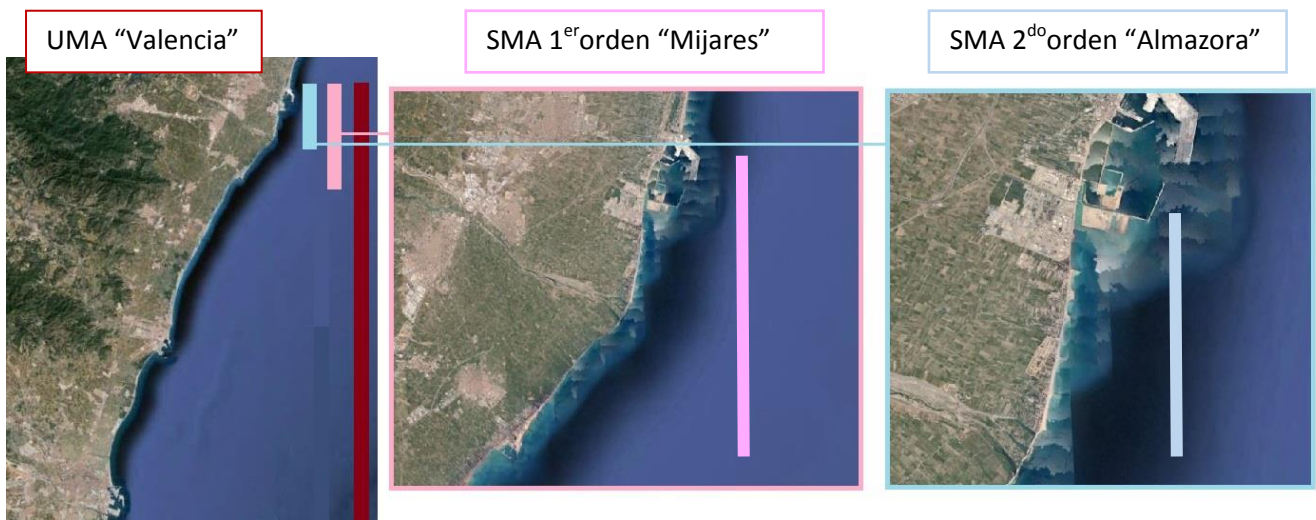 UMA “Valencia”
SMA 1ᵉʳorden “Mijares”
SMA 2ᵈᵒorden “Almazora”